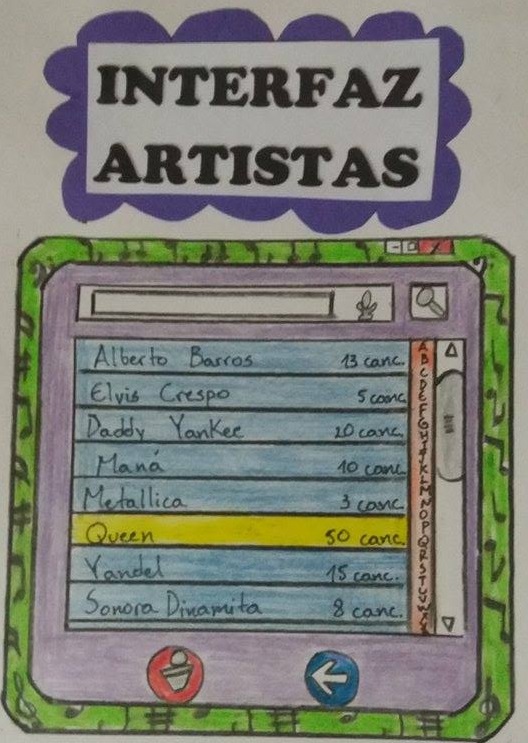 INTERFAZ
ARTISTAS
Alberto Barros 13 canc.
Elvis Crespo 5 canc
Daddy Yankee 20 canc.
Maná 10 canc
Metallica 3 canc
Queen 50 canc.
Yandel 15 canc.
Sonora Dinamita 8 canc.
A
B
C
D
E
F
G
H
I
J
K
L
M
N
O
P
Q
R
S
T
U
V
W
X